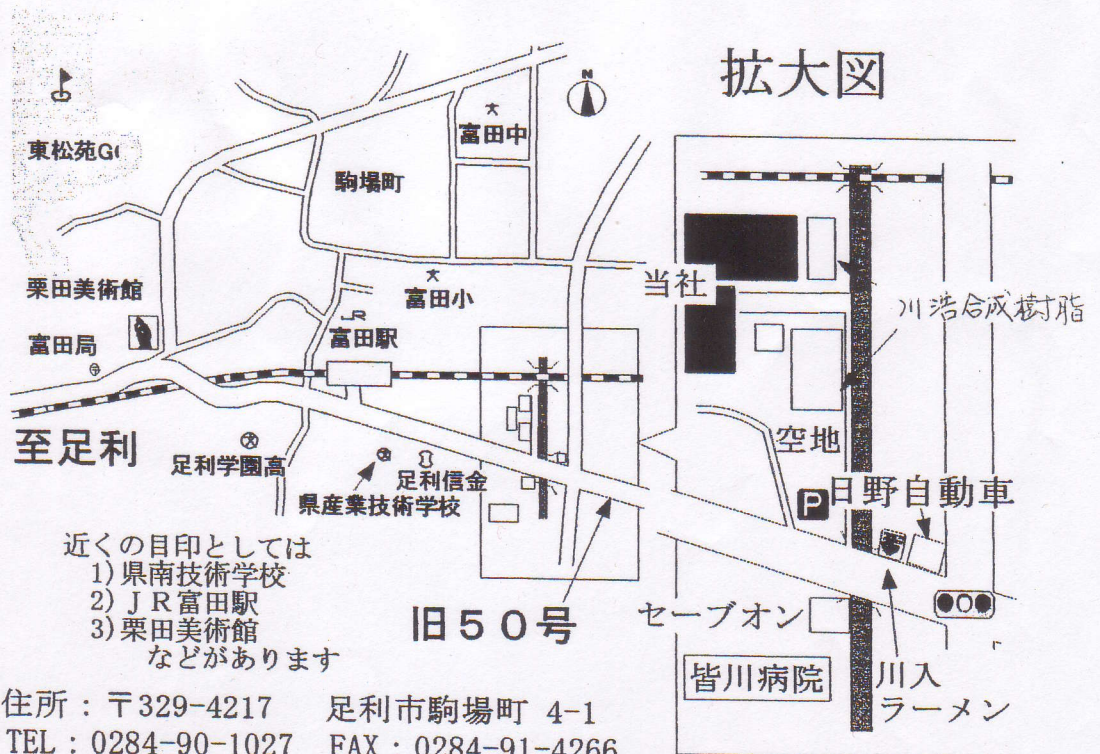 拡大図
N
東松苑GC
富田中
駒場町
栗田美術館
富田小
当社
川浩合成樹脂
JR
富田駅
富田局
至足利
足利学園高
足利信金
県産業技術学校
空地
P
日野自動車
近くの目印としては
1)県南技術学校
2)JR富田駅
3)栗田美術館
などがあります
旧50号
セーブオン
皆川病院
川入
ラーメン
住所:〒329-4217 足利市駒場町 4-1
TEL:0284-90-1027 FAX:0284-91-4266